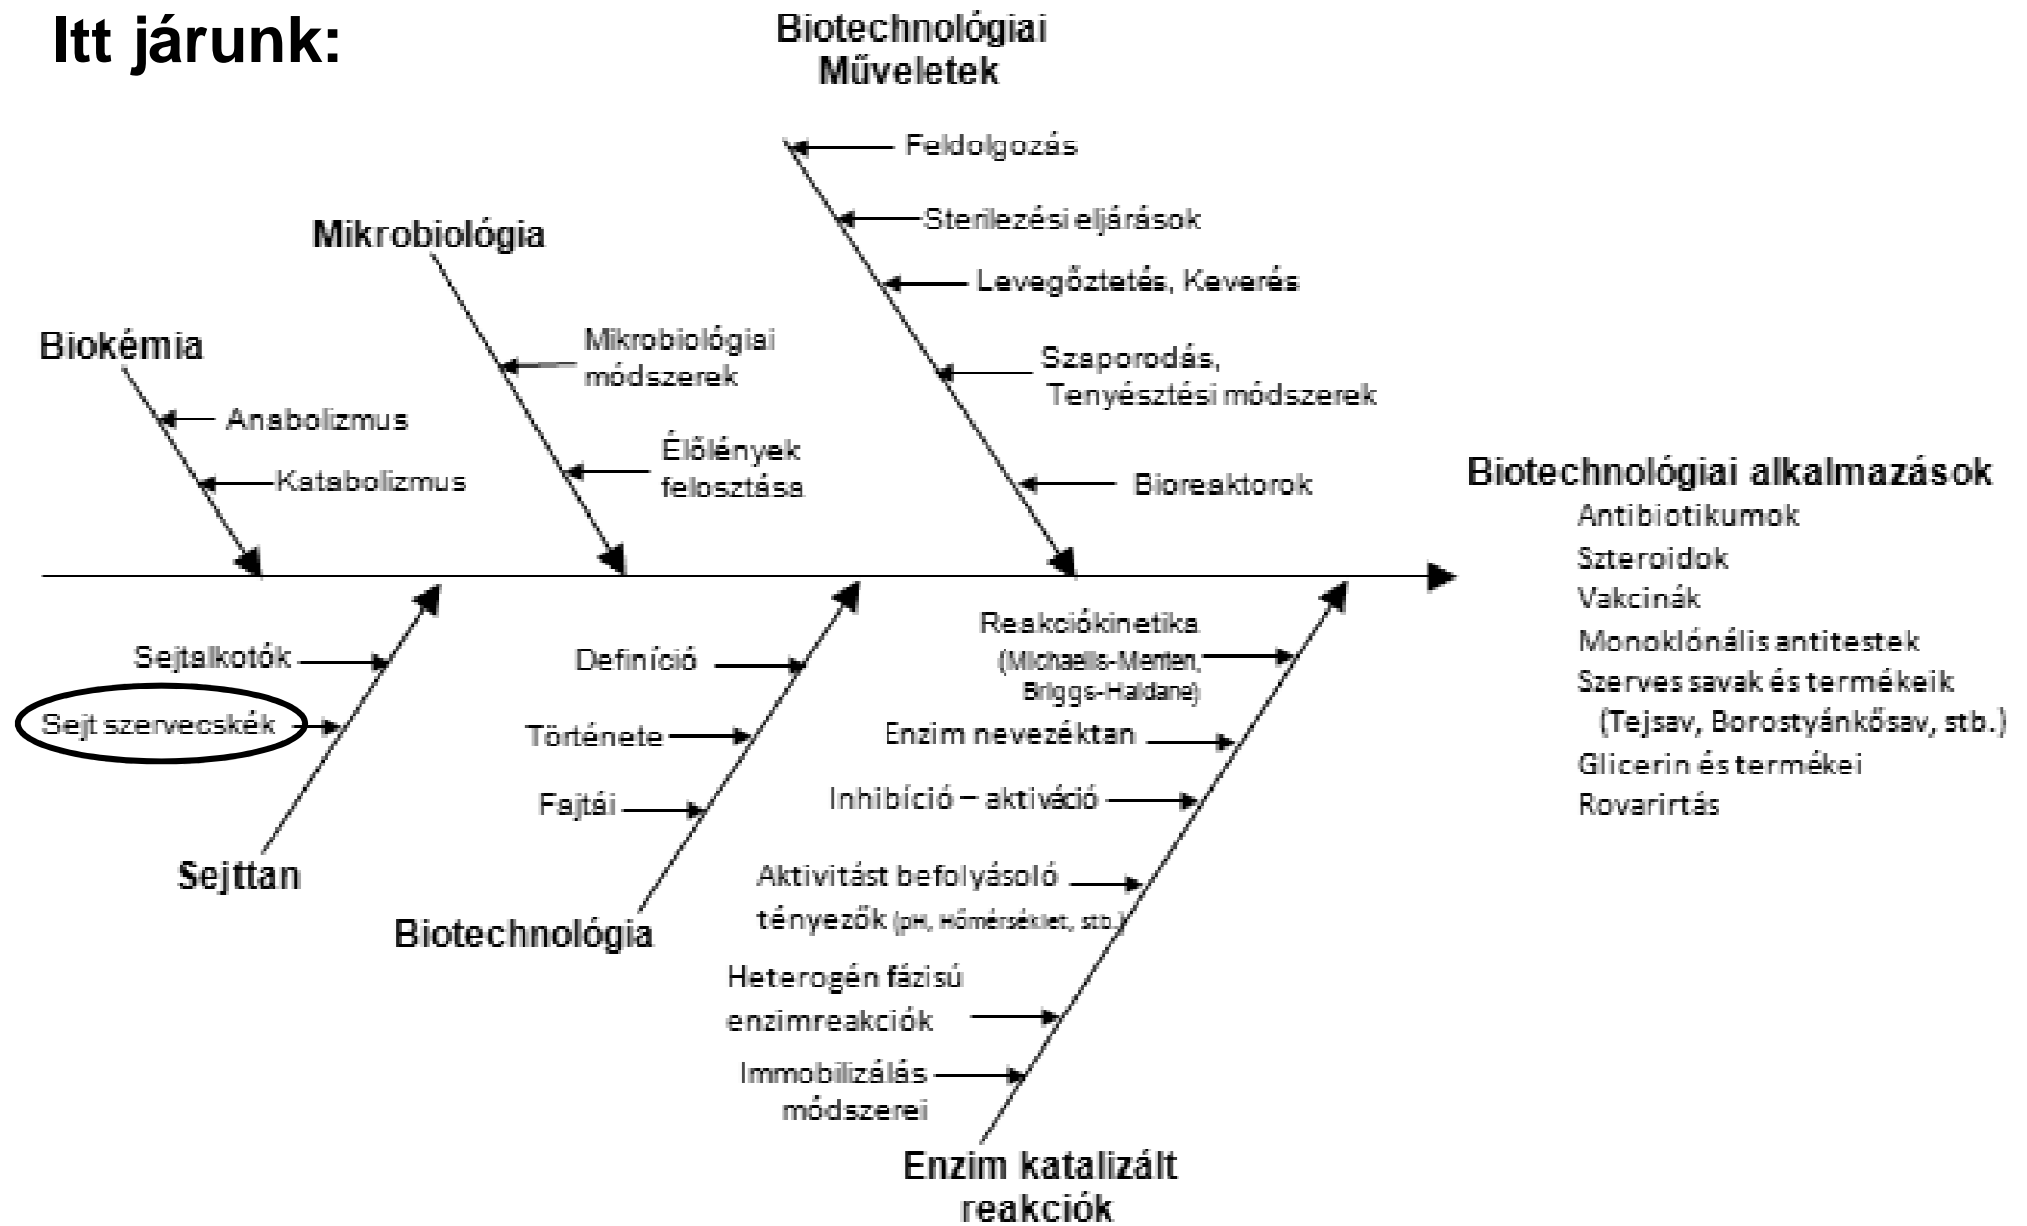 Itt járunk:
Biotechnológiai
Műveletek
Feldolgozás
Sterilezési eljárások
Levegőztetés, Keverés
Szaporodás,
Tenyésztési módszerek
Bioreaktorok
Mikrobiológia
Mikrobiológiai
módszerek
Élőlények
felosztása
Biokémia
Anabolizmus
Katabolizmus
Biotechnológiai alkalmazások
Antibiotikumok
Szteroidok
Vakcinák
Monoklónális antitestek
Szerves savak és termékeik
(Tejsav, Borostyánkősav, stb.)
Glicerin és termékei
Rovarirtás
Sejtalkotók
Sejt szervecskék
Sejttan
Definíció
Története
Fajtái
Biotechnológia
Reakciókinetika
(Michaelis-Menten,
Briggs-Haldane)
Enzim nevezéktan
Inhibíció – aktiváció
Aktivitást befolyásoló
tényezők (pH, Hőmérséklet, stb.)
Heterogén fázisú
enzimreakciók
Immobilizálás
módszerei
Enzim katalizált
reakciók